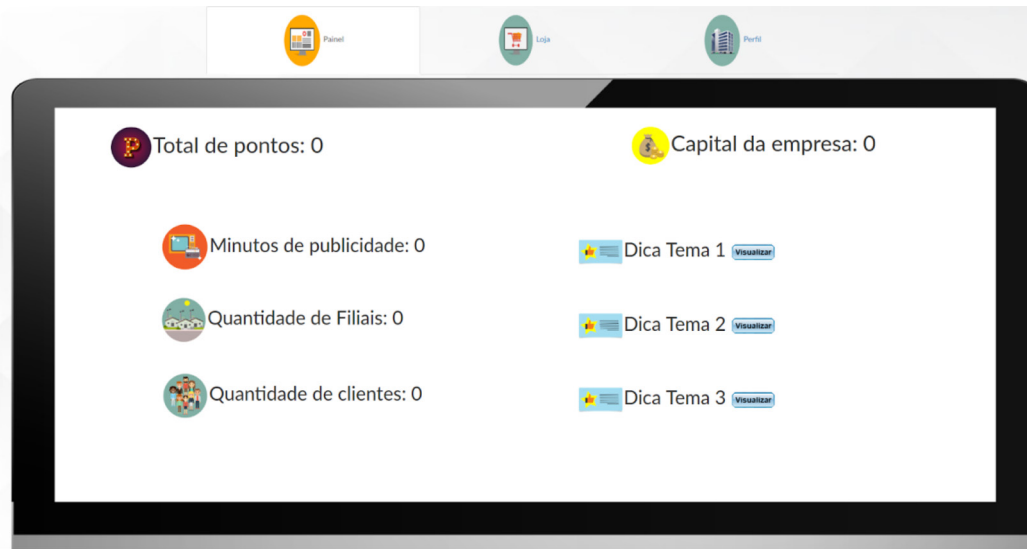 Painel
Loja
Perfil
P
Total de pontos: 0
Capital da empresa: 0
Minutos de publicidade: 0
Dica Tema 1 Visualizar
Quantidade de Filiais: 0
Dica Tema 2 Visualizar
Quantidade de clientes: 0
Dica Tema 3 Visualizar